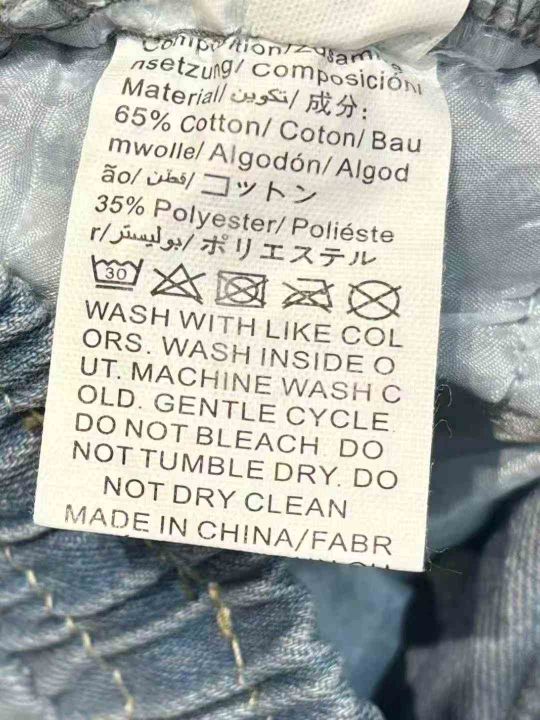 Composition/Zusamme
nsetzung/ Composición/
Material/ تكوين/ 成分:
65% Cotton/ Coton/ Bau
mwolle/ Algodón/ Algod
ão/ قطن/ コットン
35% Polyester/ Poliéste
r/ بوليستر/ ポリエステル
30
WASH WITH LIKE COL
ORS. WASH INSIDE O
UT. MACHINE WASH C
OLD. GENTLE CYCLE.
DO NOT BLEACH. DO
NOT TUMBLE DRY. DO
NOT DRY CLEAN
MADE IN CHINA/FABR